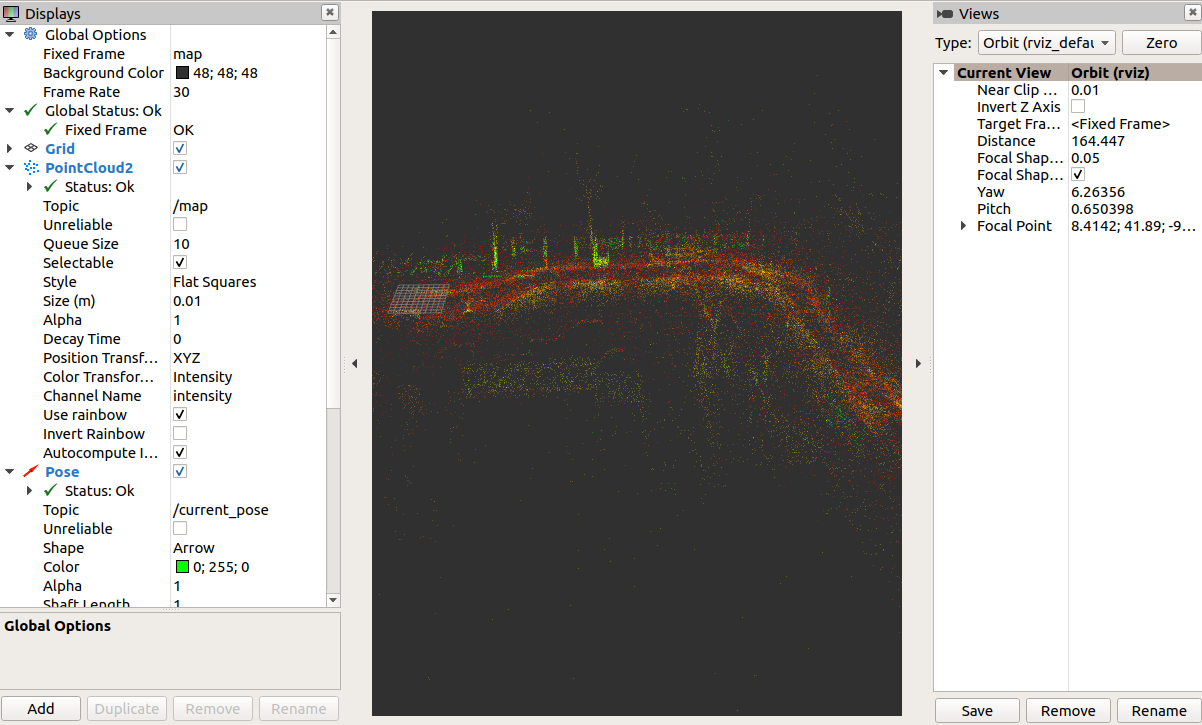 Displays
Global Options
Fixed Frame map
Background Color 48; 48; 48
Frame Rate 30
Global Status: Ok
Fixed Frame OK
Grid
PointCloud2
Status: Ok
Topic /map
Unreliable
Queue Size 10
Selectable
Style Flat Squares
Size (m) 0.01
Alpha 1
Decay Time 0
Position Transf... XYZ
Color Transfor... Intensity
Channel Name intensity
Use rainbow
Invert Rainbow
Autocompute I...
Pose
Status: Ok
Topic /current_pose
Unreliable
Shape Arrow
Color 0; 255; 0
Alpha 1
Shaft Length 1
Global Options
Add Duplicate Remove Rename
Views
Type: Orbit (rviz_defau Zero
Current View Orbit (rviz)
Near Clip ... 0.01
Invert Z Axis
Target Fra... <Fixed Frame>
Distance 164.447
Focal Shap... 0.05
Focal Shap...
Yaw 6.26356
Pitch 0.650398
Focal Point 8.4142; 41.89; -9...
Save Remove Rename